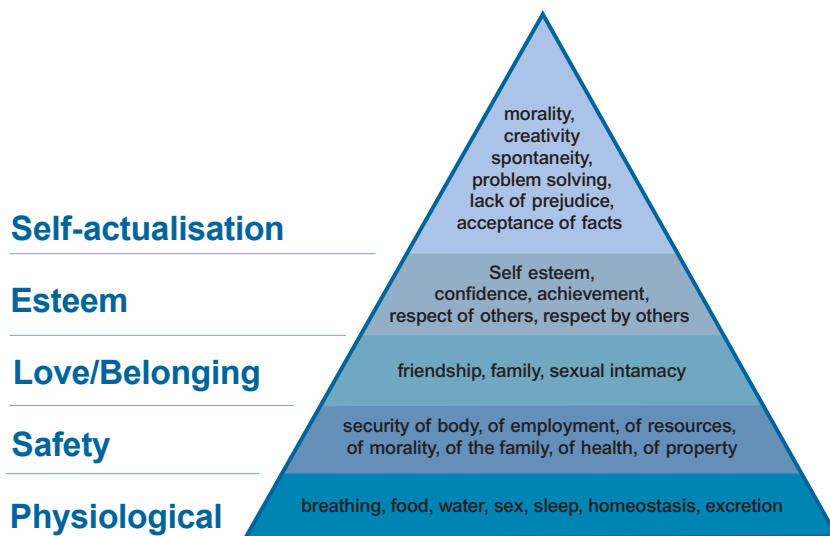 morality,
creativity
spontaneity,
problem solving,
lack of prejudice,
acceptance of facts
Self-actualisation
Self esteem,
confidence, achievement,
respect of others, respect by others
Esteem
friendship, family, sexual intamacy
Love/Belonging
security of body, of employment, of resources,
of morality, of the family, of health, of property
Safety
breathing, food, water, sex, sleep, homeostasis, excretion
Physiological